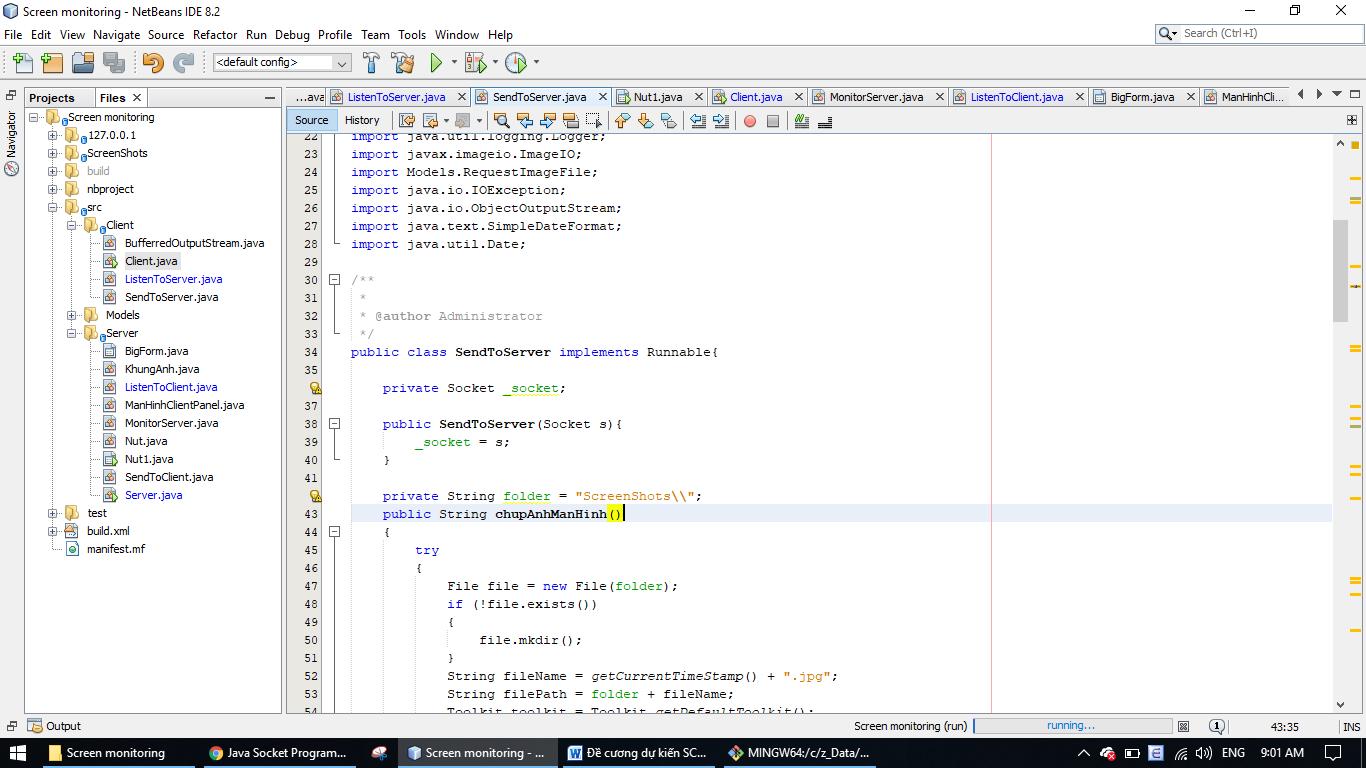 Screen monitoring - NetBeans IDE 8.2
File Edit View Navigate Source Refactor Run Debug Profile Team Tools Window Help
Search (Ctrl+I)
<default config>
Projects Files
...ava ListenToServer.java SendToServer.java Nut1.java Client.java MonitorServer.java ListenToClient.java BigForm.java ManHinhCli...
Navigator
Source History
Screen monitoring
127.0.0.1
ScreenShots
build
nbproject
src
Client
BufferredOutputStream.java
Client.java
ListenToServer.java
SendToServer.java
Models
Server
BigForm.java
KhungAnh.java
ListenToClient.java
ManHinhClientPanel.java
MonitorServer.java
Nut.java
Nut1.java
SendToClient.java
Server.java
test
build.xml
manifest.mf
22 import java.util.logging.Logger;
23 import javax.imageio.ImageIO;
24 import Models.RequestImageFile;
25 import java.io.IOException;
26 import java.io.ObjectOutputStream;
27 import java.text.SimpleDateFormat;
28 import java.util.Date;
29
30 /**
31 *
32 * @author Administrator
33 */
34 public class SendToServer implements Runnable{
35
private Socket _socket;
37
38 public SendToServer(Socket s){
39 _socket = s;
40 }
41
private String folder = "ScreenShots\\";
43 public String chupAnhManHinh()
44 {
45 try
46 {
47 File file = new File(folder);
48 if (!file.exists())
49 {
50 file.mkdir();
51 }
52 String fileName = getCurrentTimeStamp() + ".jpg";
53 String filePath = folder + fileName;
54 Toolkit toolkit = Toolkit.getDefaultToolkit();
Output
Screen monitoring (run) running... 1 43:35 INS
Screen monitoring Java Socket Program... Screen monitoring - ... Đề cương dự kiến SC... MINGW64:/c/z_Data/... ENG 9:01 AM